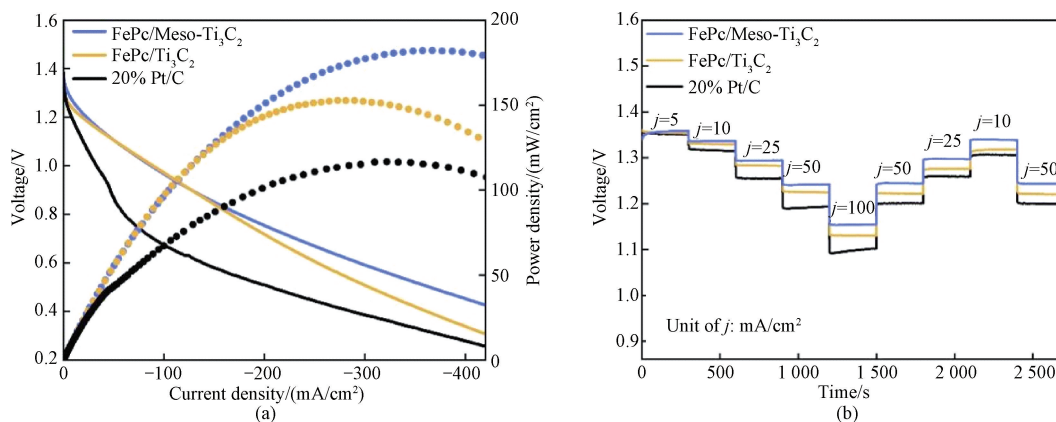 1.6
1.4
1.2
1.0
0.8
0.6
0.4
0.2
Voltage/V
FePc/Meso-Ti₃C₂
FePc/Ti₃C₂
20% Pt/C
200
150
100
50
0
Power density/(mW/cm²)
0 −100 −200 −300 −400
Current density/(mA/cm²)
(a)
1.6
1.5
1.4
1.3
1.2
1.1
1.0
0.9
Voltage/V
FePc/Meso-Ti₃C₂
FePc/Ti₃C₂
20% Pt/C
j=5
j=10
j=25
j=50
j=100
j=50
j=25
j=10
j=50
Unit of j: mA/cm²
0 500 1 000 1 500 2 000 2 500
Time/s
(b)